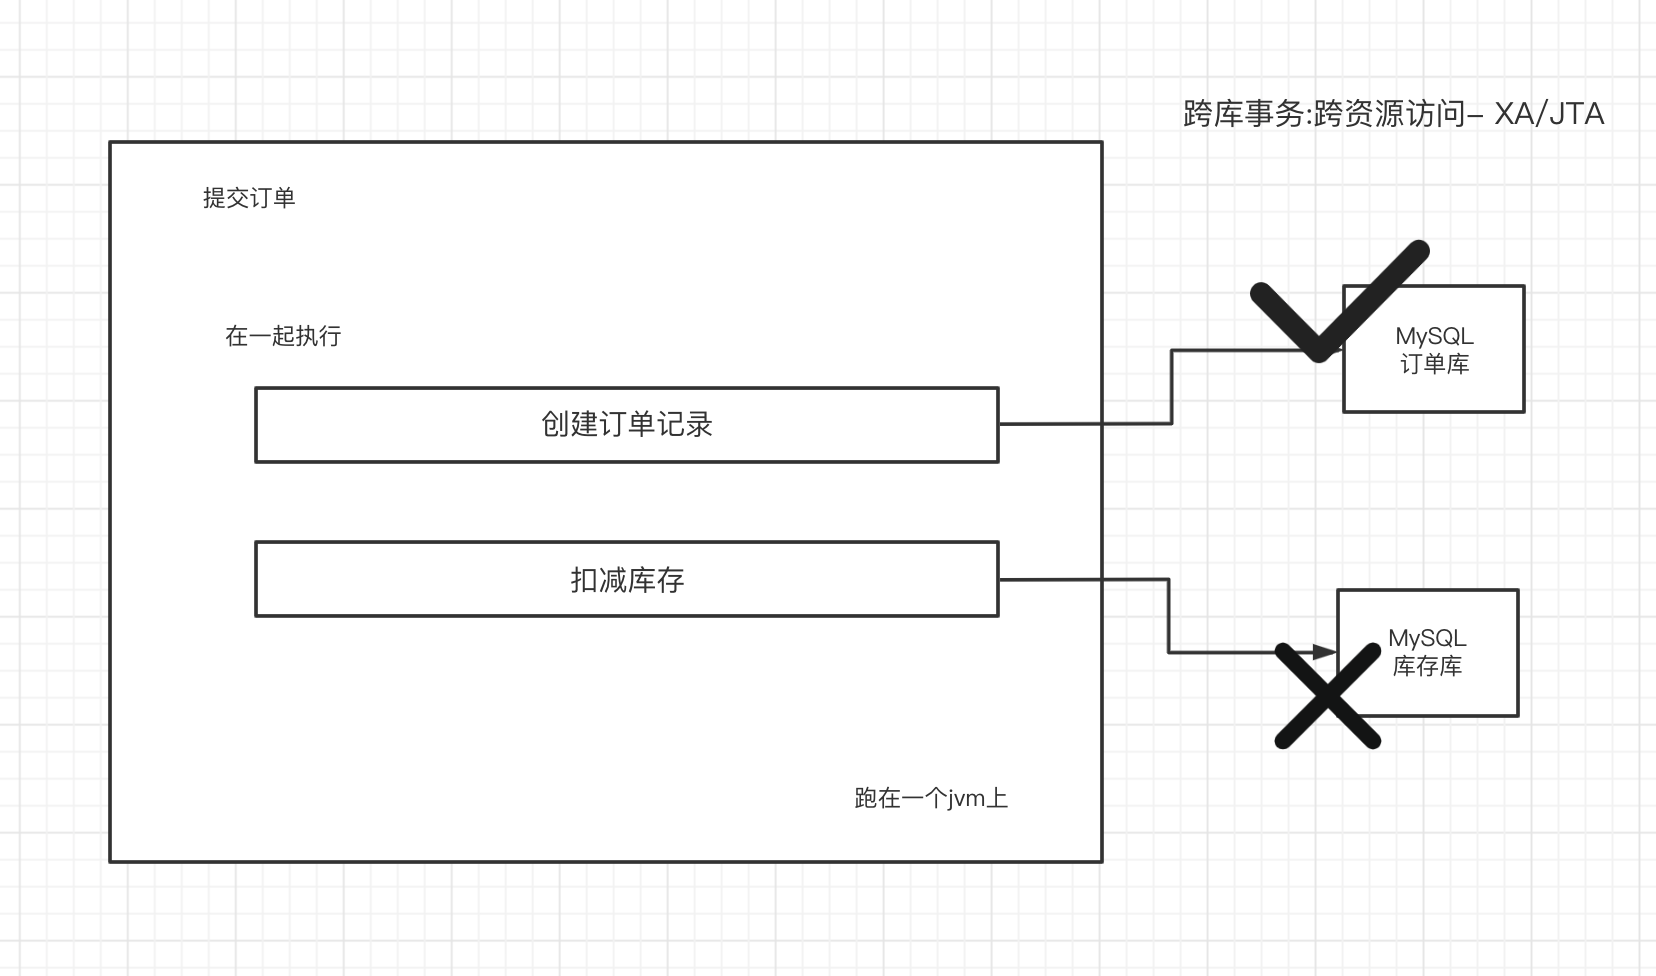 跨库事务:跨资源访问- XA/JTA
提交订单
在一起执行
MySQL
订单库
创建订单记录
扣减库存
MySQL
库存库
跑在一个jvm上